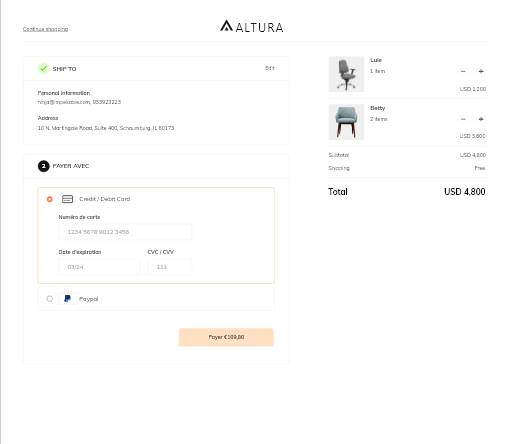 Continue shopping
ALTURA
SHIP TO
Edit
Personal Information
ninja@moekable.com, 933923223
Address
10 N. Martingale Road, Suite 400, Schaumburg, IL 60173
2 PAYER AVEC
Credit / Debit Card
Numéro de carte
1234 5678 9012 3456
Date d'expiration
CVC / CVV
03/24
111
Paypal
Payer €109,80
Lule
1 item
− +
USD 1,200
Betty
2 items
− +
USD 3,600
Subtotal USD 4,800
Shipping Free
Total USD 4,800